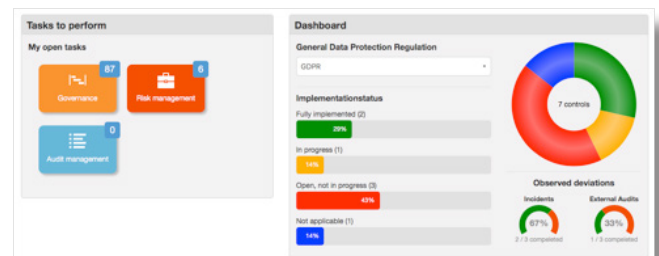 Tasks to perform
My open tasks
87
Governance
6
Risk management
0
Audit management
Dashboard
General Data Protection Regulation
GDPR
Implementationstatus
Fully implemented (2)
29%
In progress (1)
14%
Open, not in progress (3)
43%
Not applicable (1)
14%
7 controls
Observed deviations
Incidents
67%
2 / 3 compeleted
External Audits
33%
1 / 3 compeleted